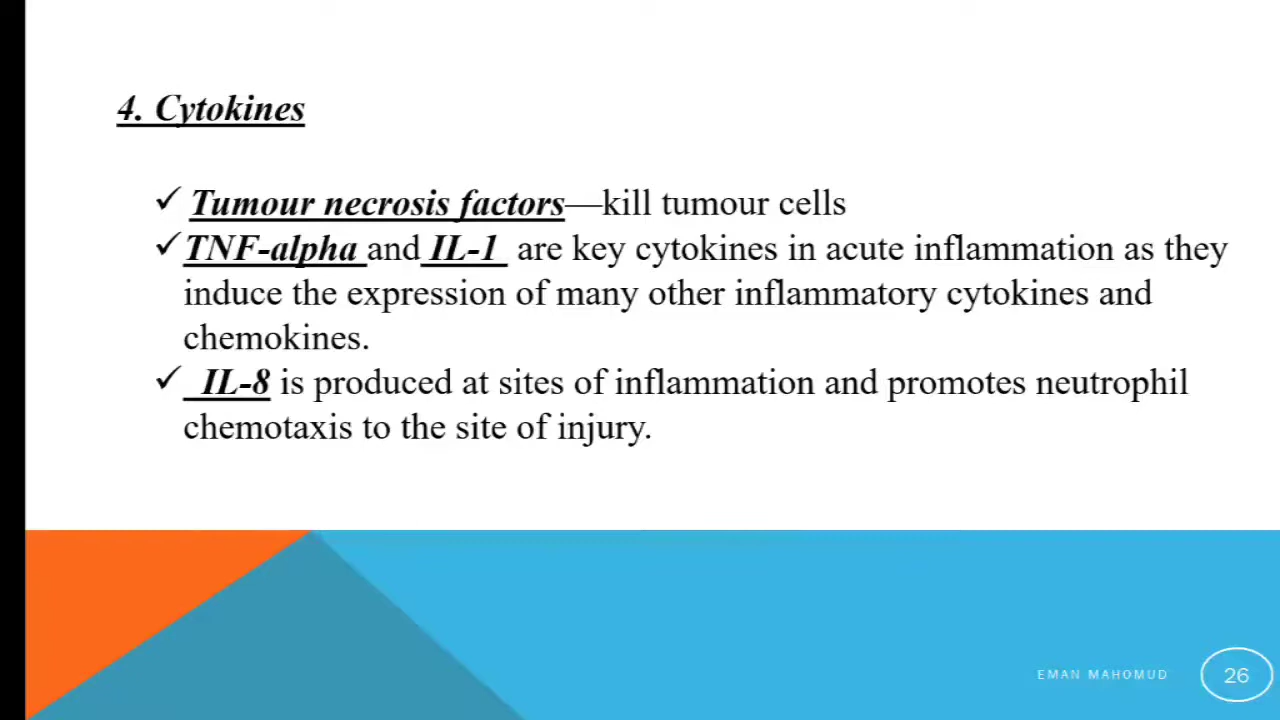 4. Cytokines
✓ Tumour necrosis factors—kill tumour cells
✓ TNF-alpha and IL-1 are key cytokines in acute inflammation as they
induce the expression of many other inflammatory cytokines and
chemokines.
✓ IL-8 is produced at sites of inflammation and promotes neutrophil
chemotaxis to the site of injury.
EMAN MAHOMUD
26